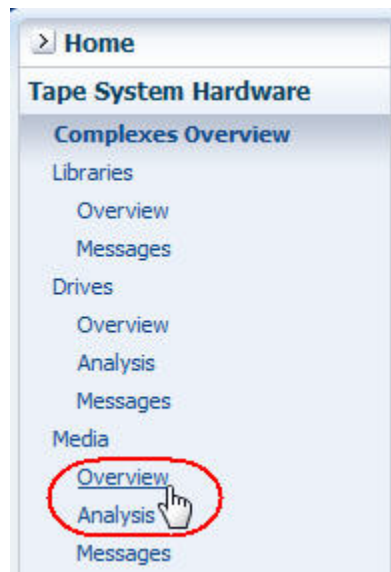 Home
Tape System Hardware
Complexes Overview
Libraries
Overview
Messages
Drives
Overview
Analysis
Messages
Media
Overview
Analysis
Messages